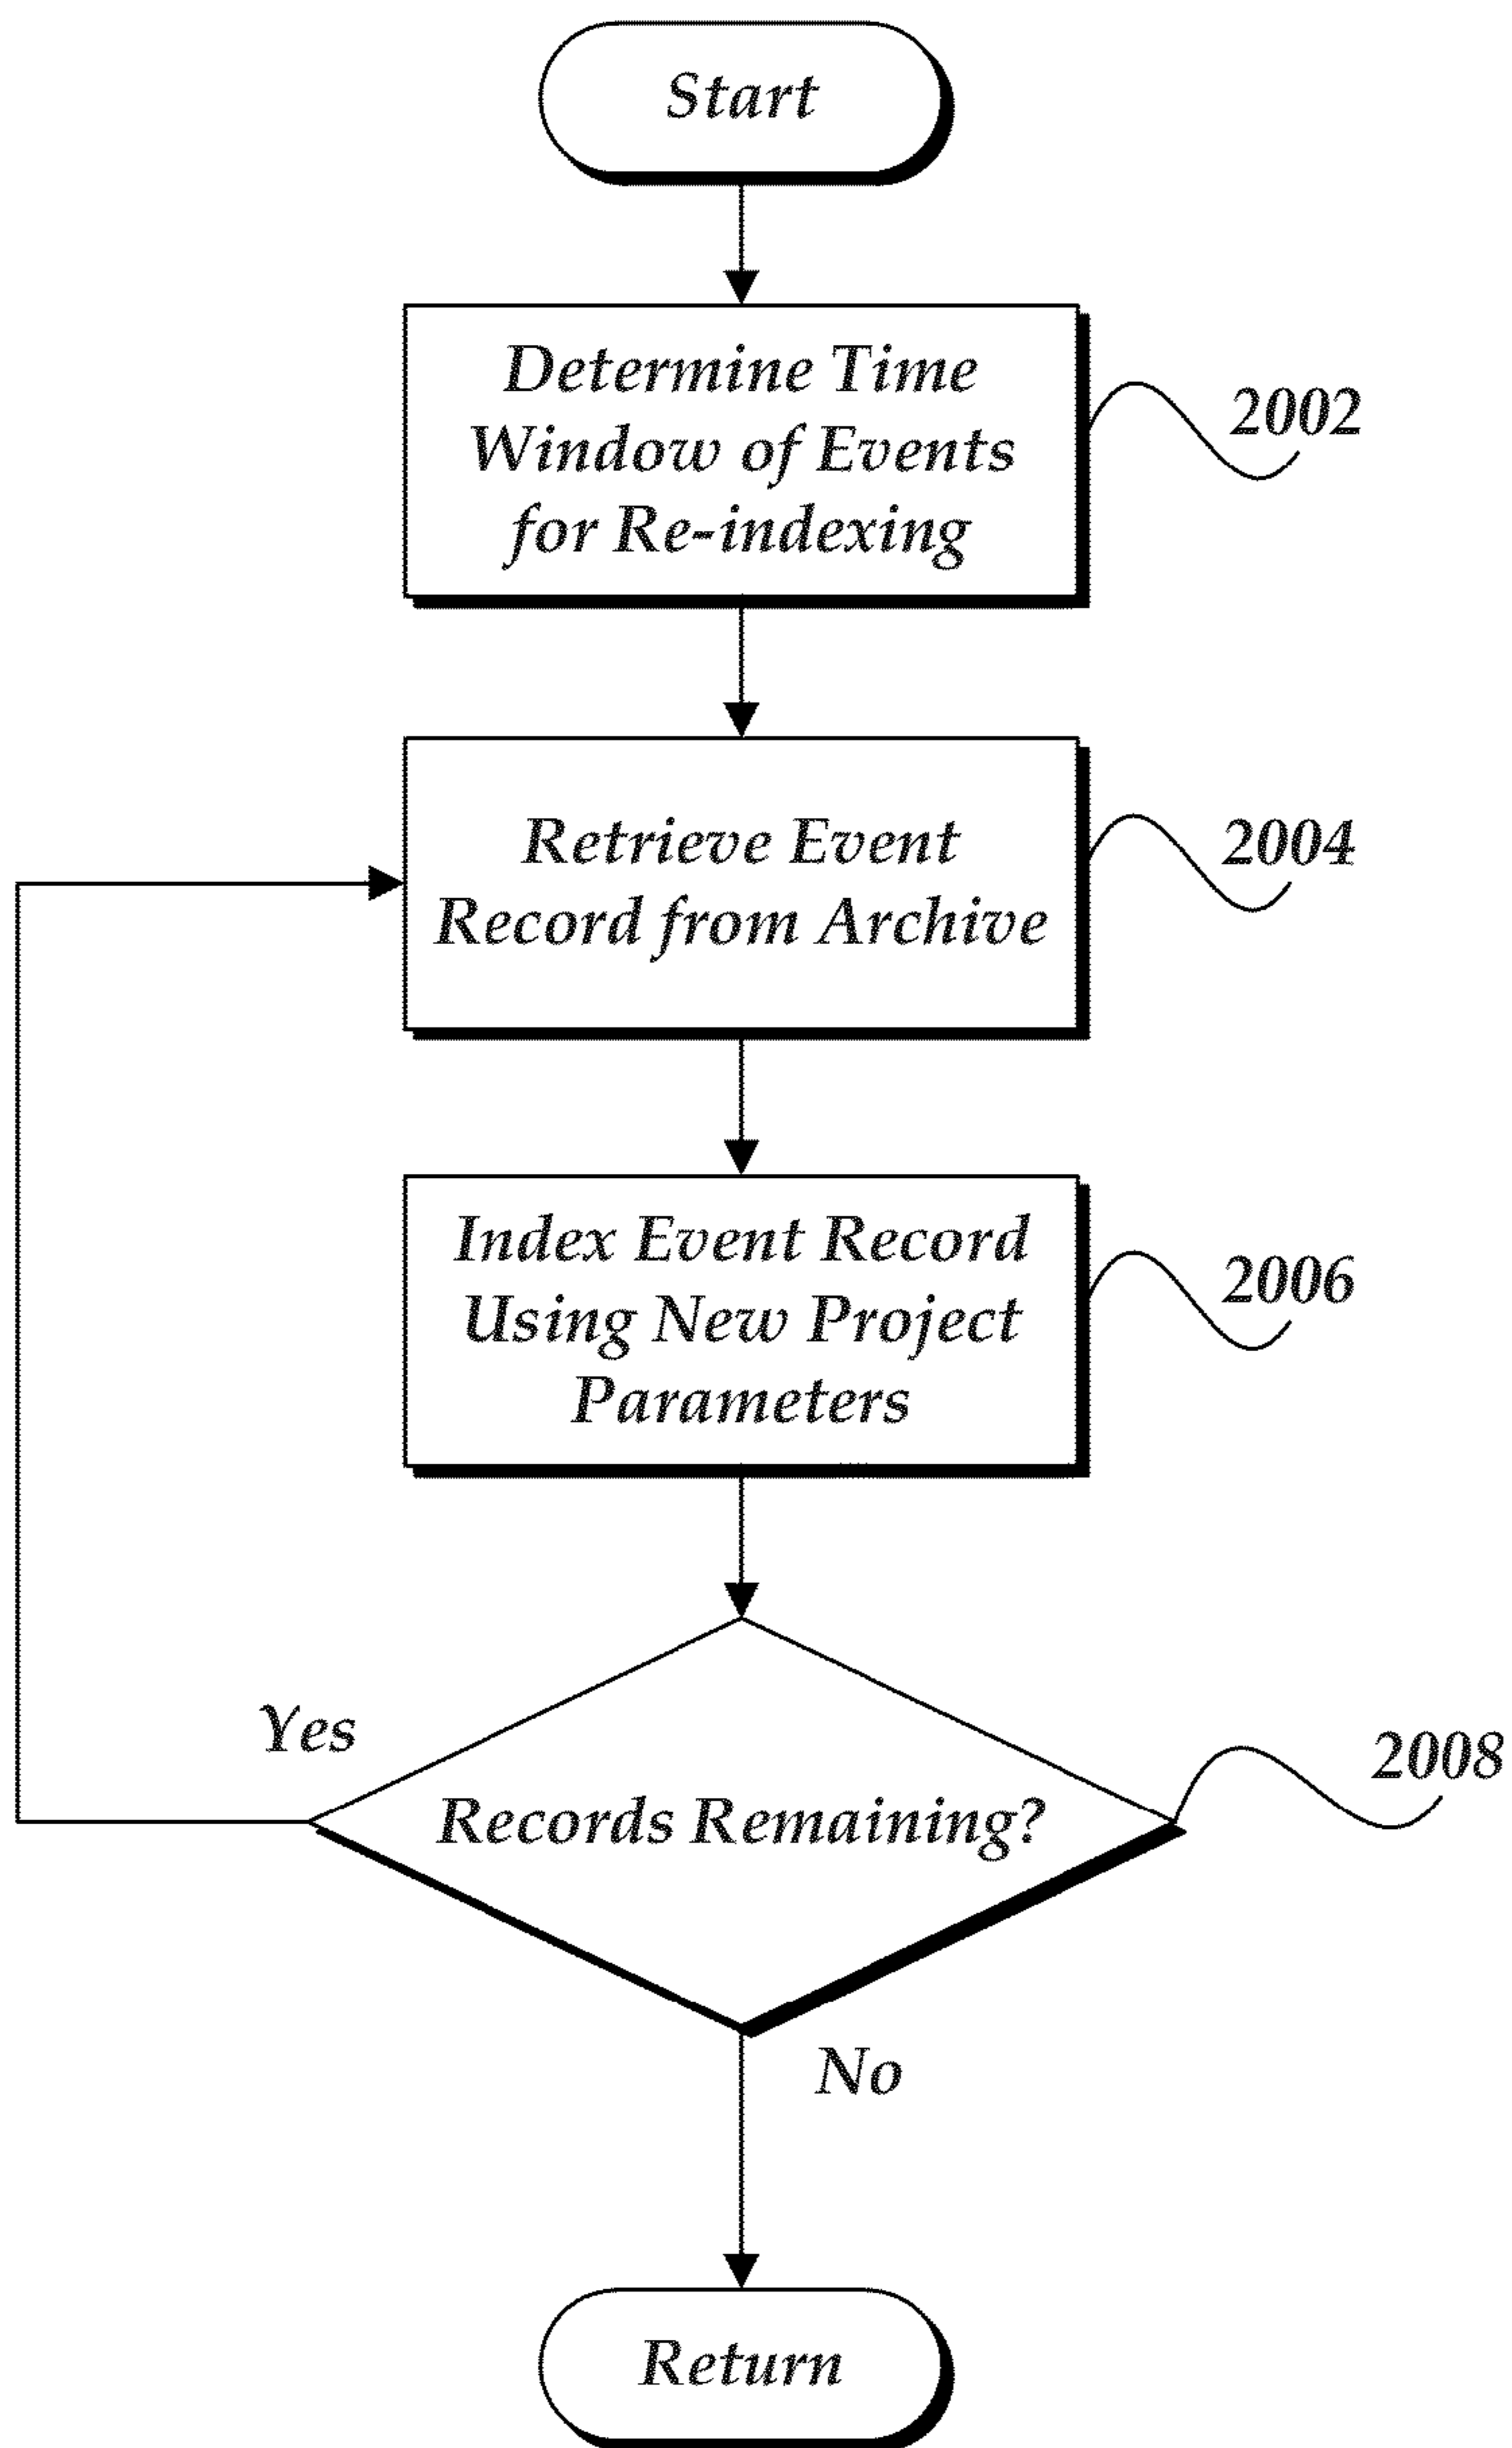 Start
Determine Time
Window of Events
for Re-indexing
2002
Retrieve Event
Record from Archive
2004
Index Event Record
Using New Project
Parameters
2006
Yes
Records Remaining?
2008
No
Return